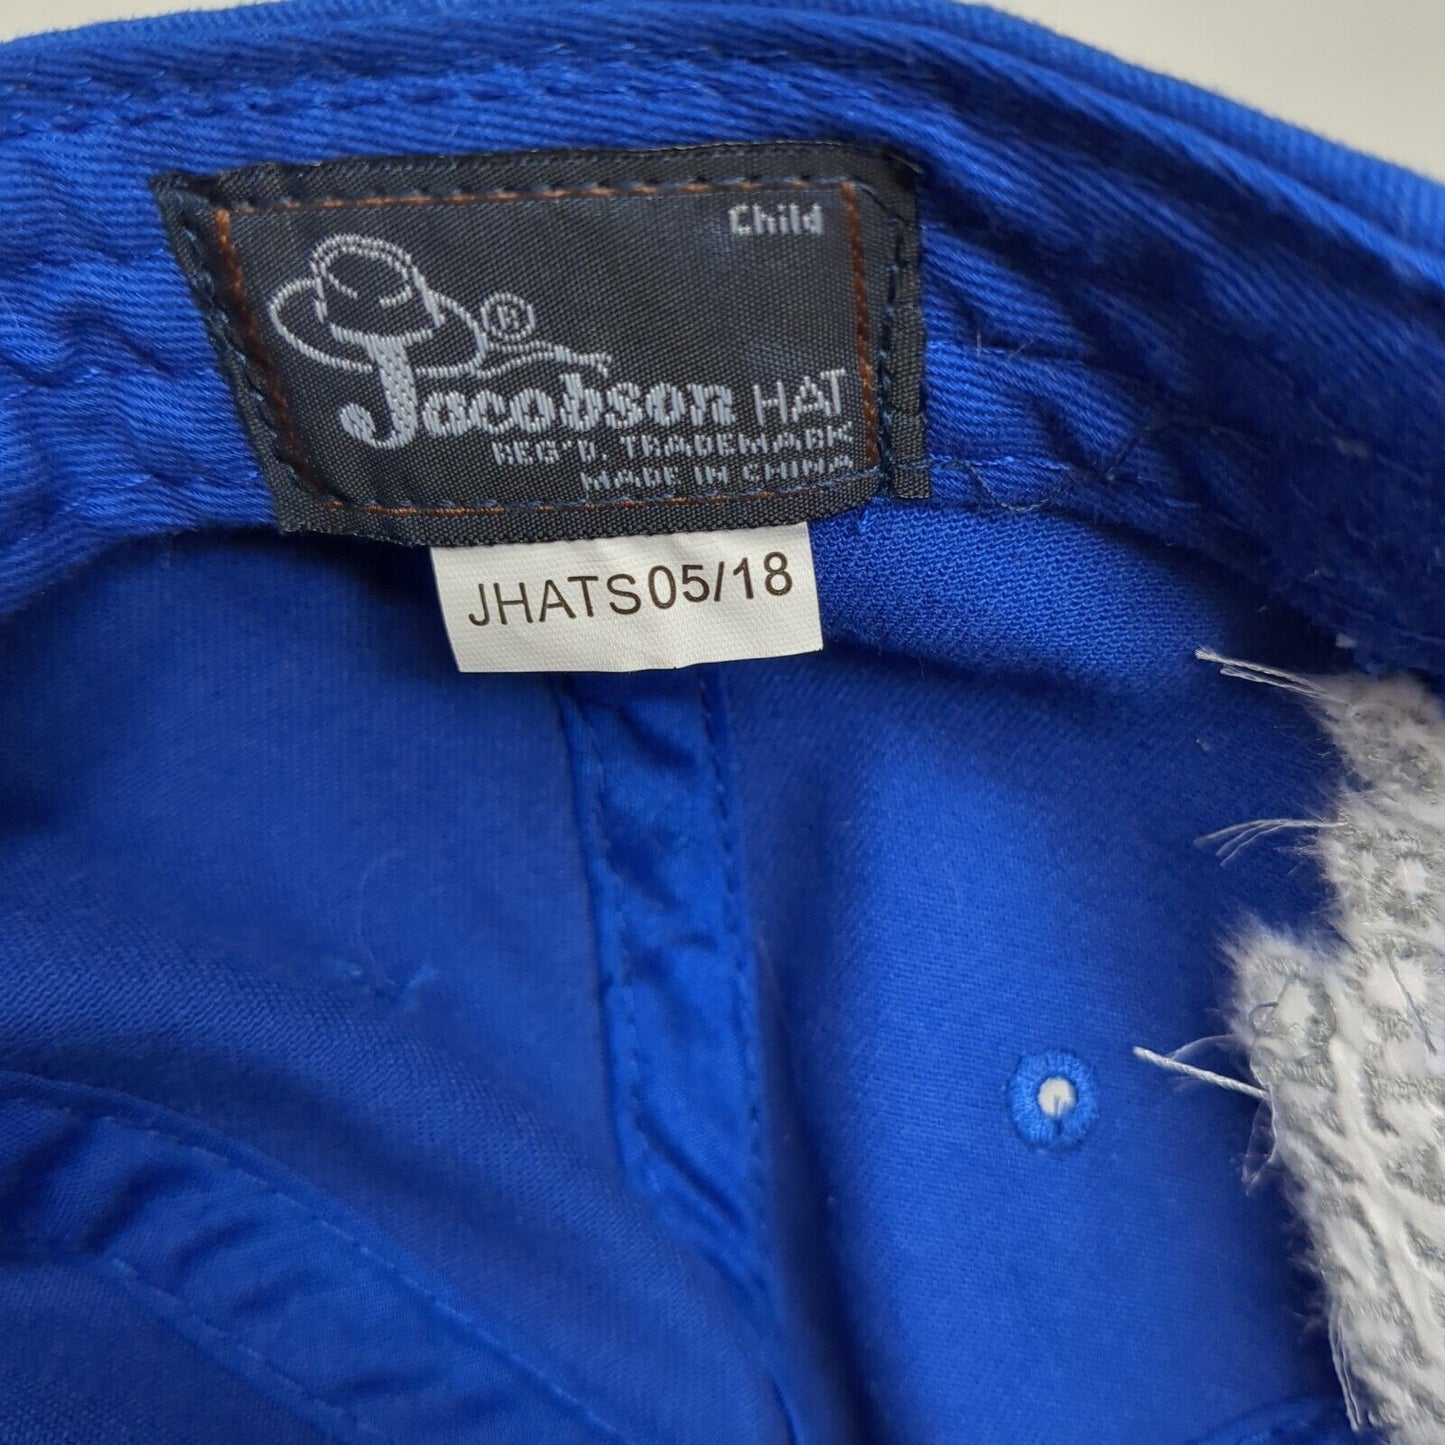 Child
®
Jacobson HAT
REG'D. TRADEMARK
MADE IN CHINA
JHATS05/18